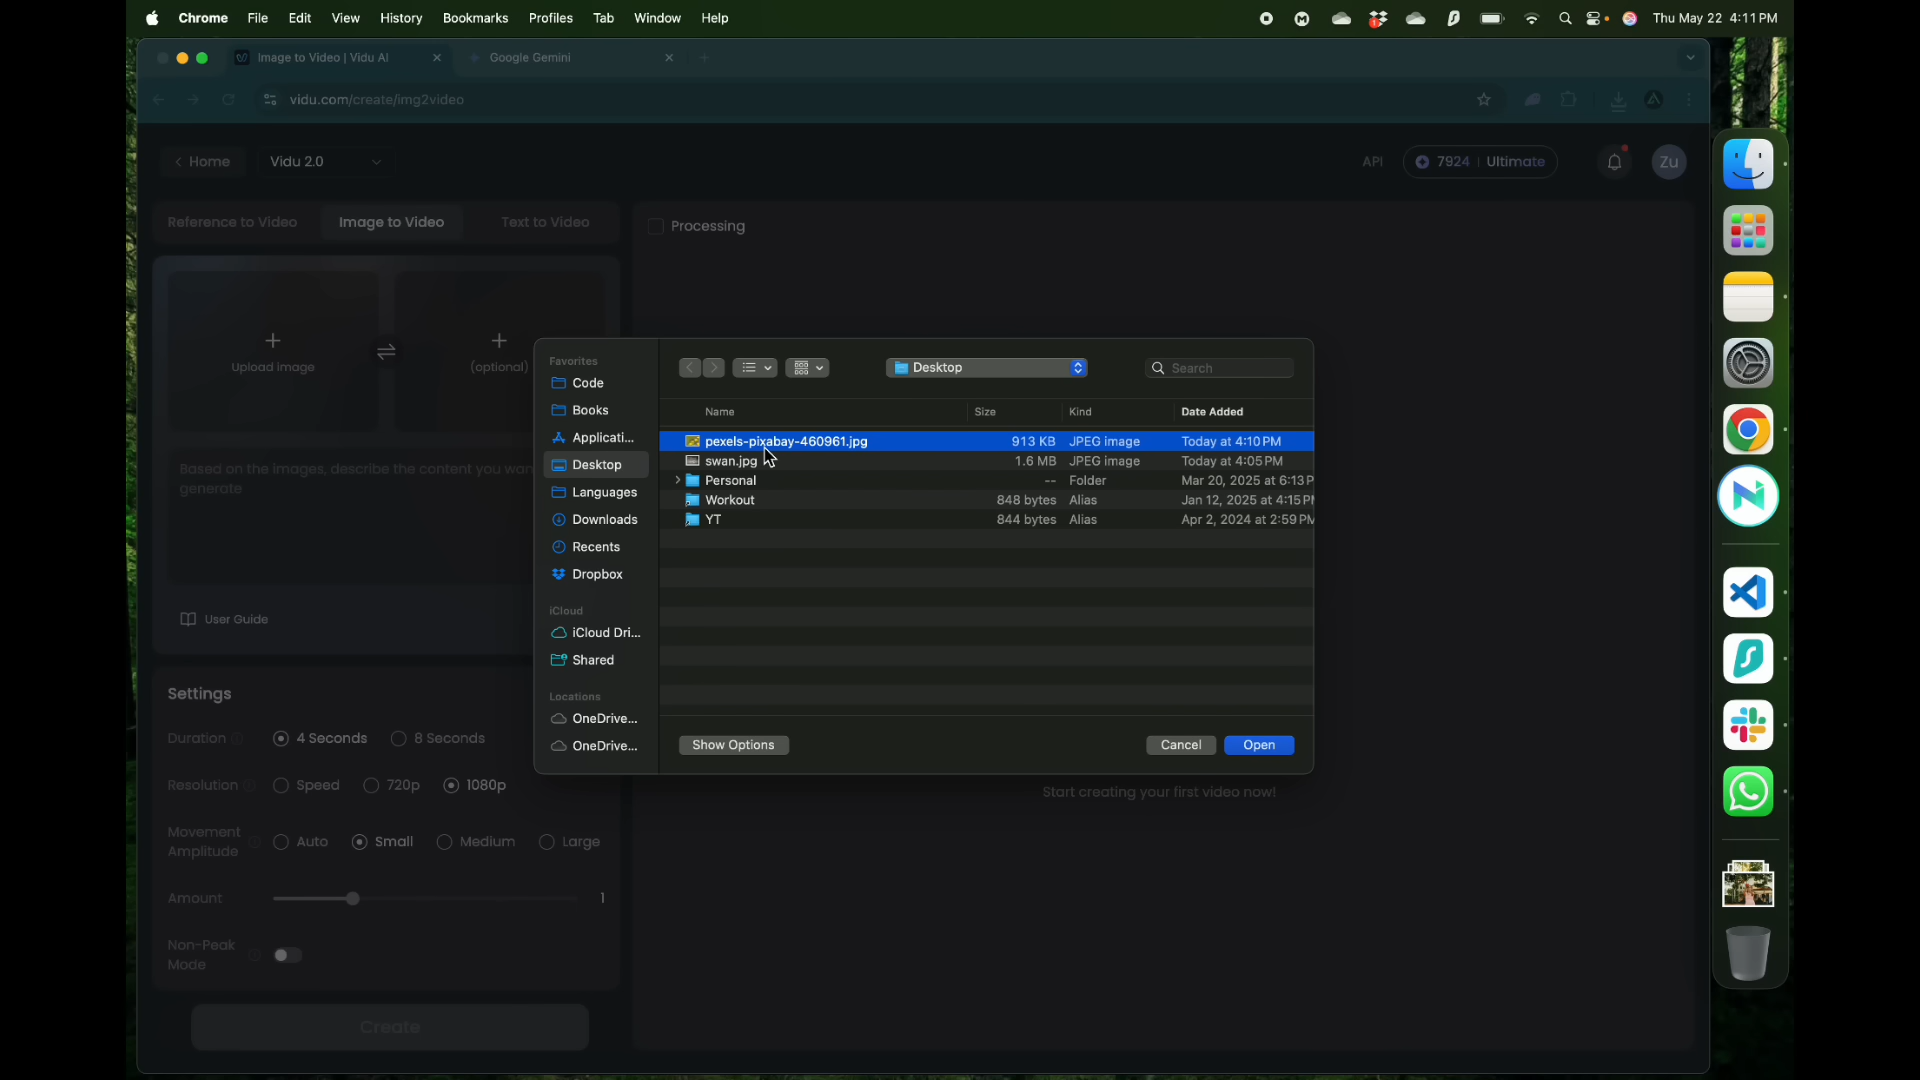 Chrome File Edit View History Bookmarks Profiles Tab Window Help
Thu May 22 4:11 PM
Image to Video | Vidu AI
Google Gemini
vidu.com/create/img2video
Home
Vidu 2.0
API
7924 | Ultimate
Zu
Reference to Video
Image to Video
Text to Video
Processing
Upload image
(optional)
Based on the images, describe the content you wan
generate
User Guide
Settings
Duration 4 Seconds 8 Seconds
Resolution Speed 720p 1080p
Movement
Amplitude Auto Small Medium Large
Amount 1
Non-Peak
Mode
Create
Start creating your first video now!
Favorites
Code
Books
Applicati...
Desktop
Languages
Downloads
Recents
Dropbox
iCloud
iCloud Dri...
Shared
Locations
OneDrive...
OneDrive...
Desktop
Search
Name Size Kind Date Added
pexels-pixabay-460961.jpg 913 KB JPEG image Today at 4:10 PM
swan.jpg 1.6 MB JPEG image Today at 4:05 PM
Personal -- Folder Mar 20, 2025 at 6:13 P
Workout 848 bytes Alias Jan 12, 2025 at 4:15 P
YT 844 bytes Alias Apr 2, 2024 at 2:59 PM
Show Options
Cancel
Open